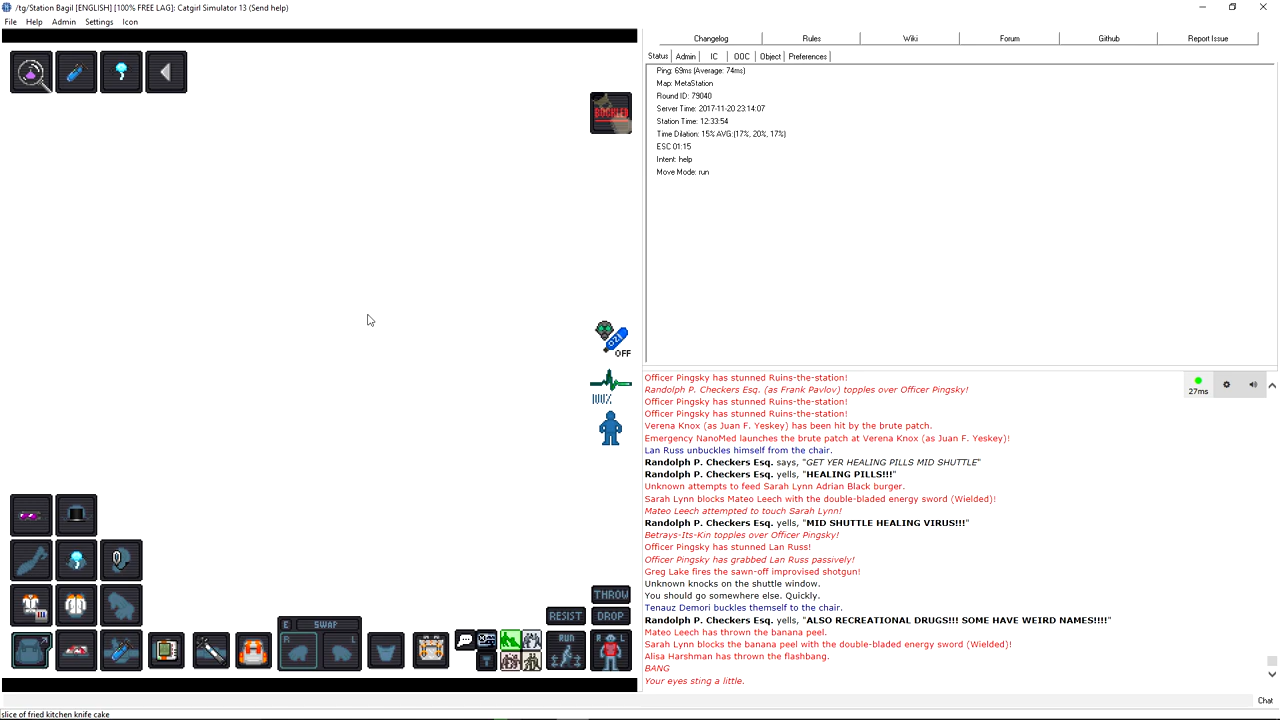 /tg/Station Bagil [ENGLISH] [100% FREE LAG]: Catgirl Simulator 13 (Send help)
File Help Admin Settings Icon
Changelog Rules Wiki Forum Github Report Issue
Status Admin IC OOC Object Preferences
Ping: 69ms (Average: 74ms)
Map: MetaStation
Round ID: 79040
Server Time: 2017-11-20 23:14:07
Station Time: 12:33:54
Time Dilation: 15% AVG:(17%, 20%, 17%)
ESC 01:15
Intent: help
Move Mode: run
BUCKLED
OFF
100%
THROW
RESIST DROP
E SWAP
R L
RUN
R L
Officer Pingsky has stunned Ruins-the-station!
Randolph P. Checkers Esq. (as Frank Pavlov) topples over Officer Pingsky!
Officer Pingsky has stunned Ruins-the-station!
Officer Pingsky has stunned Ruins-the-station!
Verena Knox (as Juan F. Yeskey) has been hit by the brute patch.
Emergency NanoMed launches the brute patch at Verena Knox (as Juan F. Yeskey)!
Lan Russ unbuckles himself from the chair.
Randolph P. Checkers Esq. says, "GET YER HEALING PILLS MID SHUTTLE"
Randolph P. Checkers Esq. yells, "HEALING PILLS!!!"
Unknown attempts to feed Sarah Lynn Adrian Black burger.
Sarah Lynn blocks Mateo Leech with the double-bladed energy sword (Wielded)!
Mateo Leech attempted to touch Sarah Lynn!
Randolph P. Checkers Esq. yells, "MID SHUTTLE HEALING VIRUS!!!"
Betrays-Its-Kin topples over Officer Pingsky!
Officer Pingsky has stunned Lan Russ!
Officer Pingsky has grabbed Lan Russ passively!
Greg Lake fires the sawn-off improvised shotgun!
Unknown knocks on the shuttle window.
You should go somewhere else. Quickly.
Tenauz Demori buckles themself to the chair.
Randolph P. Checkers Esq. yells, "ALSO RECREATIONAL DRUGS!!! SOME HAVE WEIRD NAMES!!!!"
Mateo Leech has thrown the banana peel.
Sarah Lynn blocks the banana peel with the double-bladed energy sword (Wielded)!
Alisa Harshman has thrown the flashbang.
BANG
Your eyes sting a little.
27ms
Chat
slice of fried kitchen knife cake